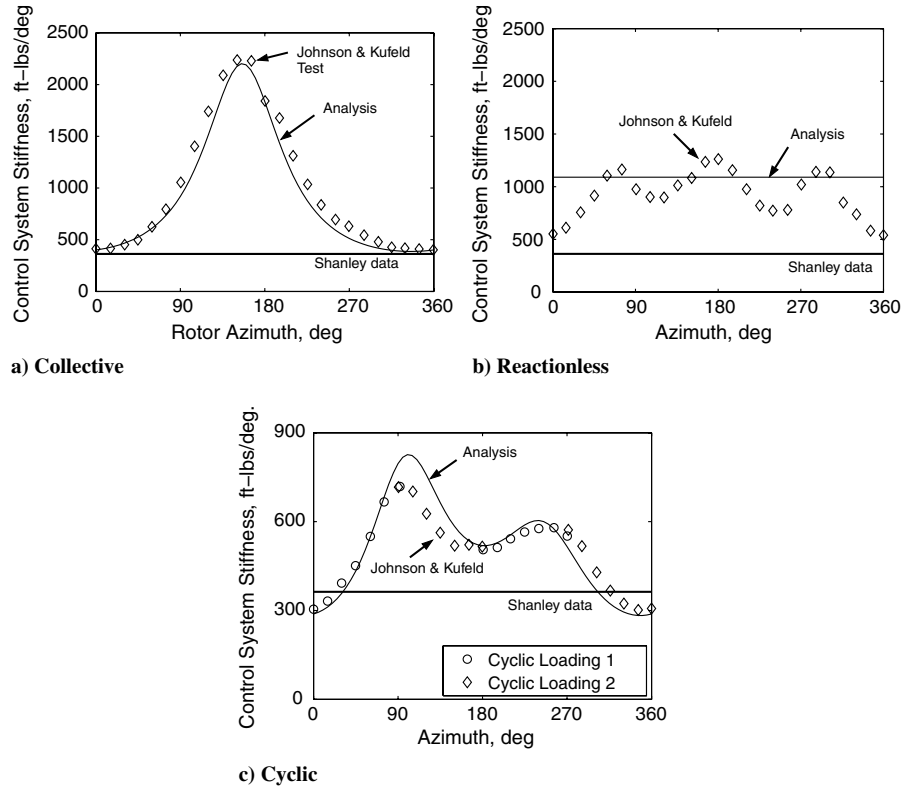 Control System Stiffness, ft–lbs/deg
2500
2000
1500
1000
500
0
Johnson & Kufeld
Test
Analysis
Shanley data
0
90
180
270
360
Rotor Azimuth, deg
a) Collective
Control System Stiffness, ft–lbs/deg
2500
2000
1500
1000
500
0
Johnson & Kufeld
Analysis
Shanley data
0
90
180
270
360
Azimuth, deg
b) Reactionless
Control System Stiffness, ft–lbs/deg.
900
600
300
0
Analysis
Johnson & Kufeld
Shanley data
Cyclic Loading 1
Cyclic Loading 2
0
90
180
270
360
Azimuth, deg
c) Cyclic